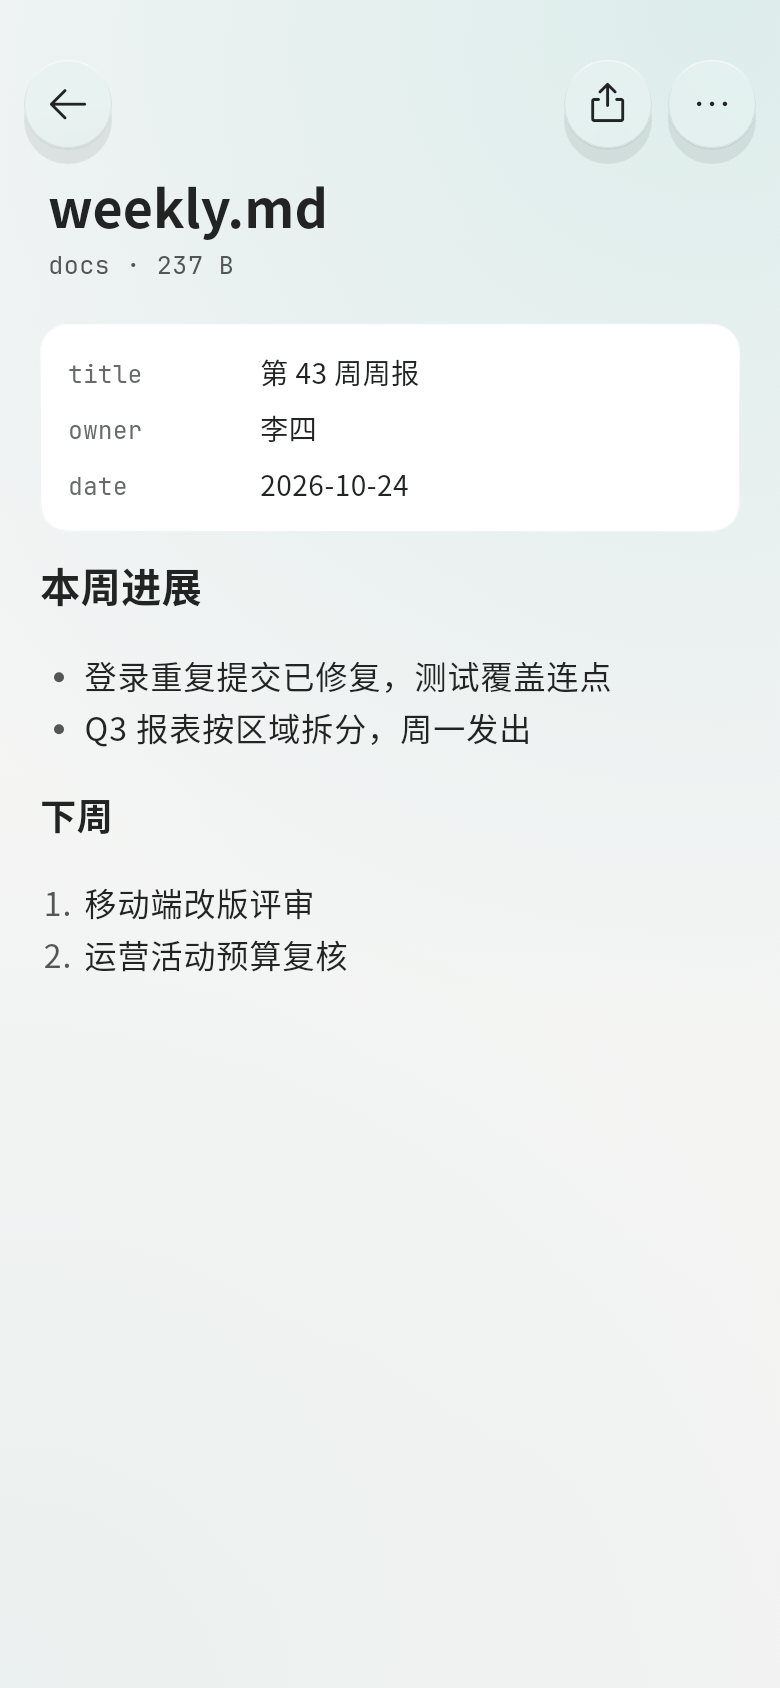 weekly.md
docs · 237 B
title 第 43 周周报
owner 李四
date 2026-10-24
本周进展
• 登录重复提交已修复，测试覆盖连点
• Q3 报表按区域拆分，周一发出
下周
1. 移动端改版评审
2. 运营活动预算复核